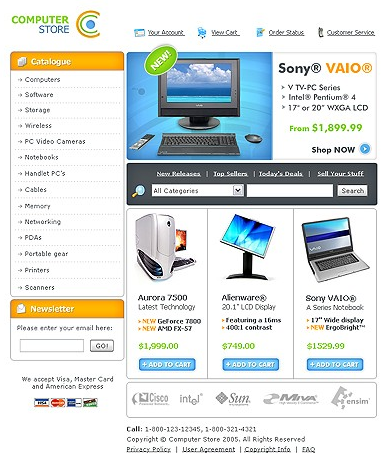 COMPUTER
STORE
Your Account
View Cart
Order Status
Customer Service
Catalogue
Computers
Software
Storage
Wireless
PC Video Cameras
Notebooks
Handlet PC's
Cables
Memory
Networking
PDAs
Portable gear
Printers
Scanners
Newsletter
Please enter your email here:
GO!
We accept Visa, Master Card
and American Express
VISA
NEW!
Sony® VAIO®
V TV-PC Series
Intel® Pentium® 4
17" or 20" WXGA LCD
From $1,899.99
Shop NOW
New Releases | Top Sellers | Today's Deals | Sell Your Stuff
All Categories
Search
Aurora 7500
Latest Technology
NEW GeForce 7800
NEW AMD FX-57
$1,999.00
+ADD TO CART
Alienware®
20.1" LCD Display
Featuring a 16ms
400:1 contrast
$749.00
+ADD TO CART
Sony VAIO®
A Series Notebook
17" Wide display
NEW ErgoBright™
$1529.99
+ADD TO CART
Cisco
intel
Sun
Miva
ensim
Call: 1-800-123-12345, 1-800-321-4321
Copyright © Computer Store 2005. All Rights Reserved
Privacy Policy | User Agreement | Copyright Info | FAQ